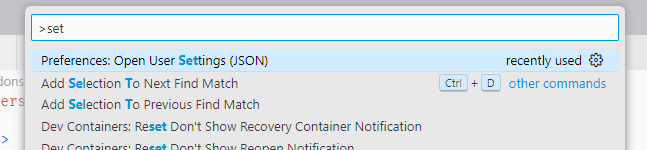 >set
Preferences: Open User Settings (JSON) recently used
Add Selection To Next Find Match Ctrl + D other commands
dons
Add Selection To Previous Find Match
ers
Dev Containers: Reset Don't Show Recovery Container Notification
>
Dev Containers: Reset Don't Show Reopen Notification